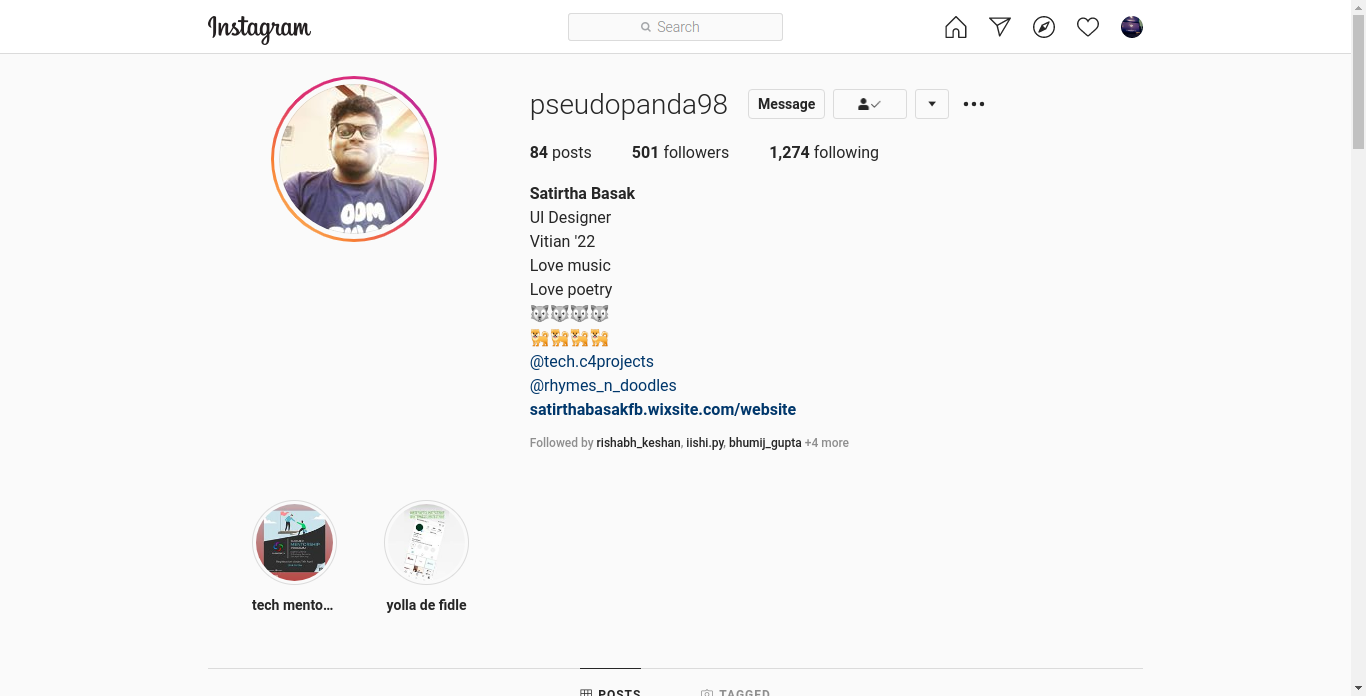 Instagram
Search
pseudopanda98
Message
84 posts 501 followers 1,274 following
Satirtha Basak
UI Designer
Vitian '22
Love music
Love poetry
🐺🐺🐺🐺
🐕🐕🐕🐕
@tech.c4projects
@rhymes_n_doodles
satirthabasakfb.wixsite.com/website
Followed by rishabh_keshan, iishi.py, bhumij_gupta +4 more
MENTORSHIP
tech mento... yolla de fidle
POSTS TAGGED